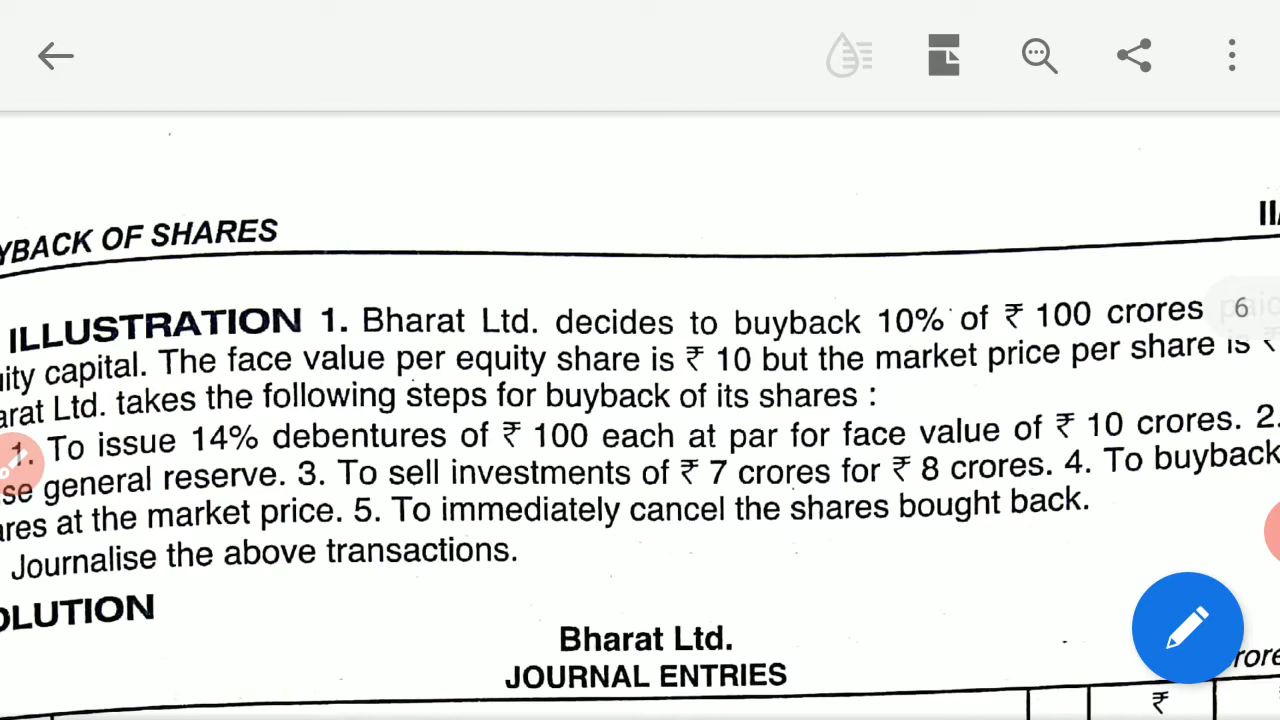 YBACK OF SHARES
II
ILLUSTRATION 1. Bharat Ltd. decides to buyback 10% of ₹ 100 crores paid
6
ity capital. The face value per equity share is ₹ 10 but the market price per share is ₹
arat Ltd. takes the following steps for buyback of its shares :
1. To issue 14% debentures of ₹ 100 each at par for face value of ₹ 10 crores. 2.
se general reserve. 3. To sell investments of ₹ 7 crores for ₹ 8 crores. 4. To buyback
ares at the market price. 5. To immediately cancel the shares bought back.
Journalise the above transactions.
OLUTION
Bharat Ltd.
JOURNAL ENTRIES
rore
₹